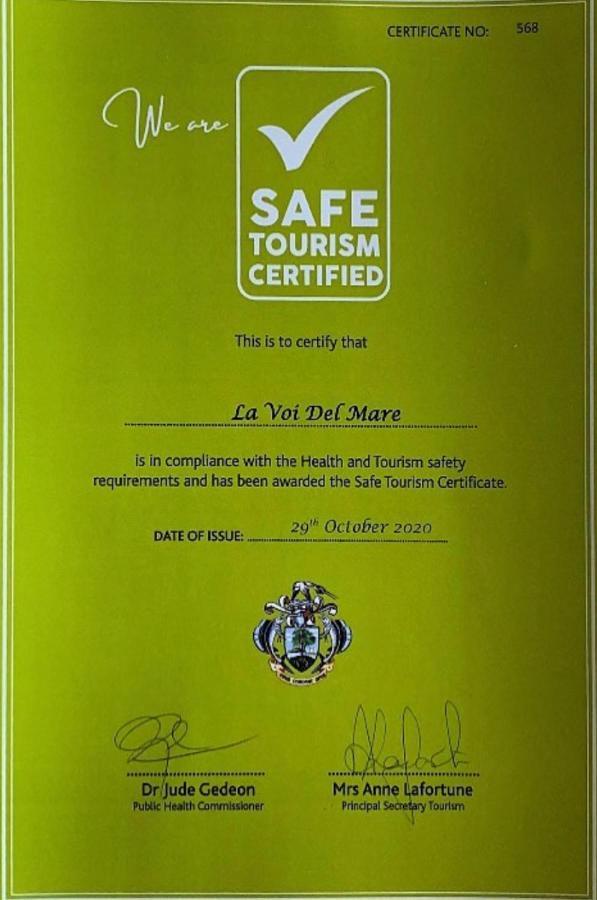 CERTIFICATE NO: 568
We are
SAFE
TOURISM
CERTIFIED
This is to certify that
La Voi Del Mare
is in compliance with the Health and Tourism safety
requirements and has been awarded the Safe Tourism Certificate.
DATE OF ISSUE: 29th October 2020
Dr Jude Gedeon
Public Health Commissioner
Mrs Anne Lafortune
Principal Secretary Tourism